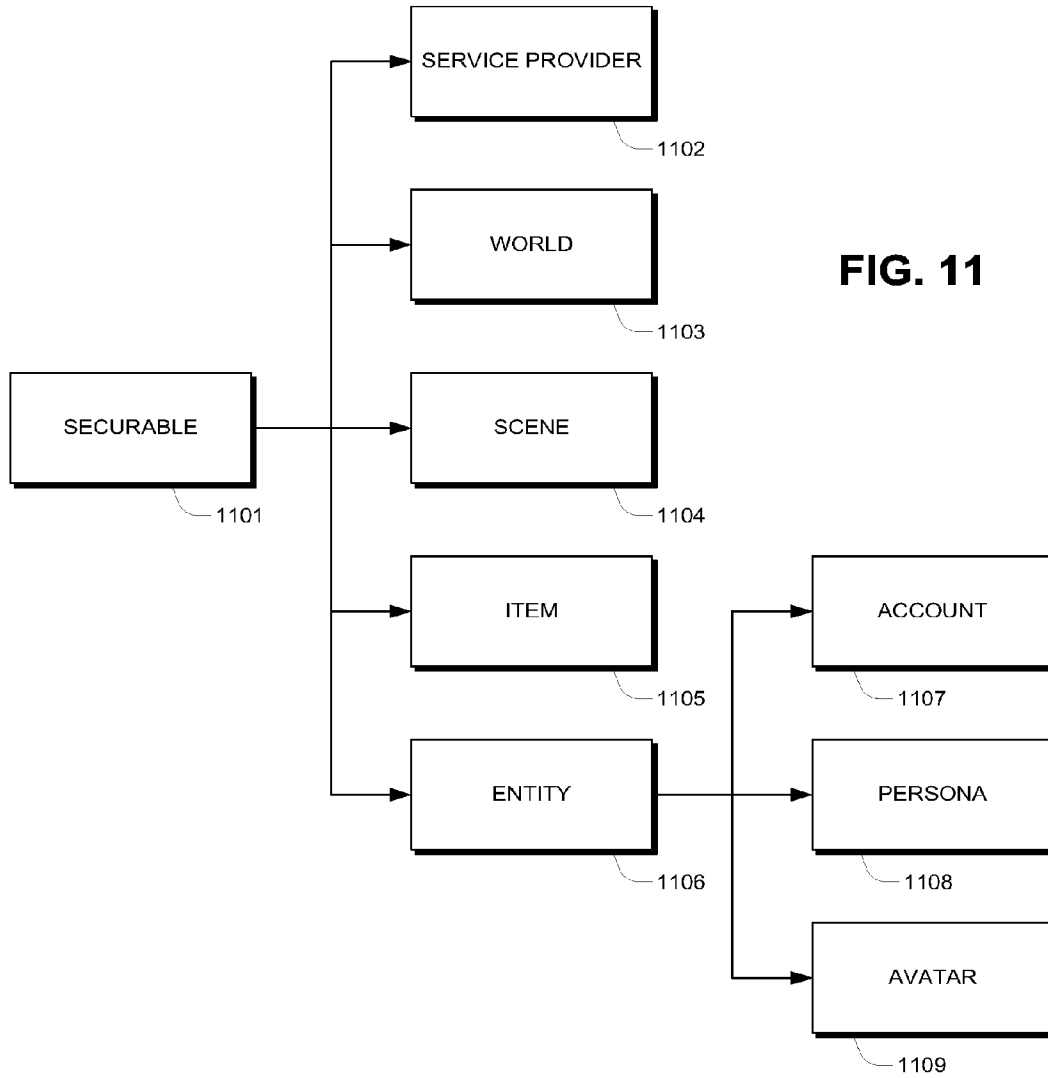 SERVICE PROVIDER
1102
WORLD
1103
FIG. 11
SECURABLE
1101
SCENE
1104
ITEM
1105
ACCOUNT
1107
ENTITY
1106
PERSONA
1108
AVATAR
1109